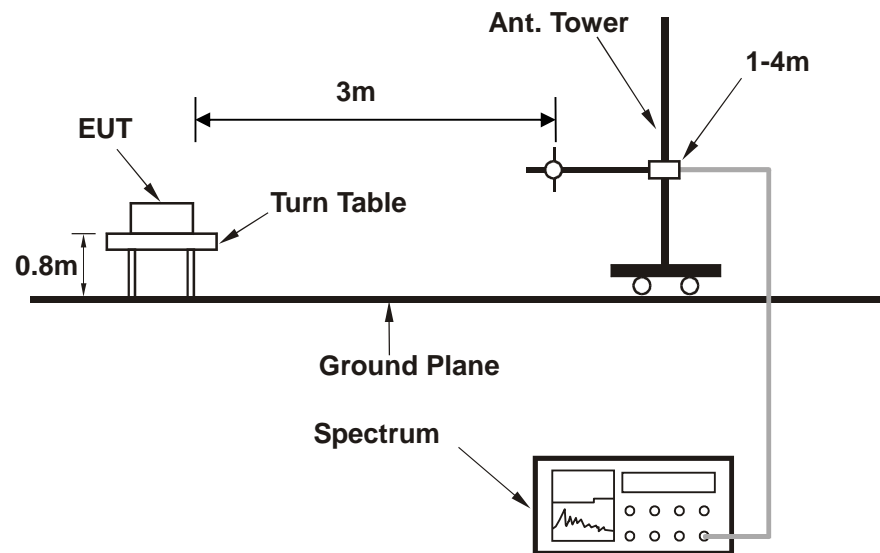 Ant. Tower
1-4m
3m
EUT
Turn Table
0.8m
Ground Plane
Spectrum